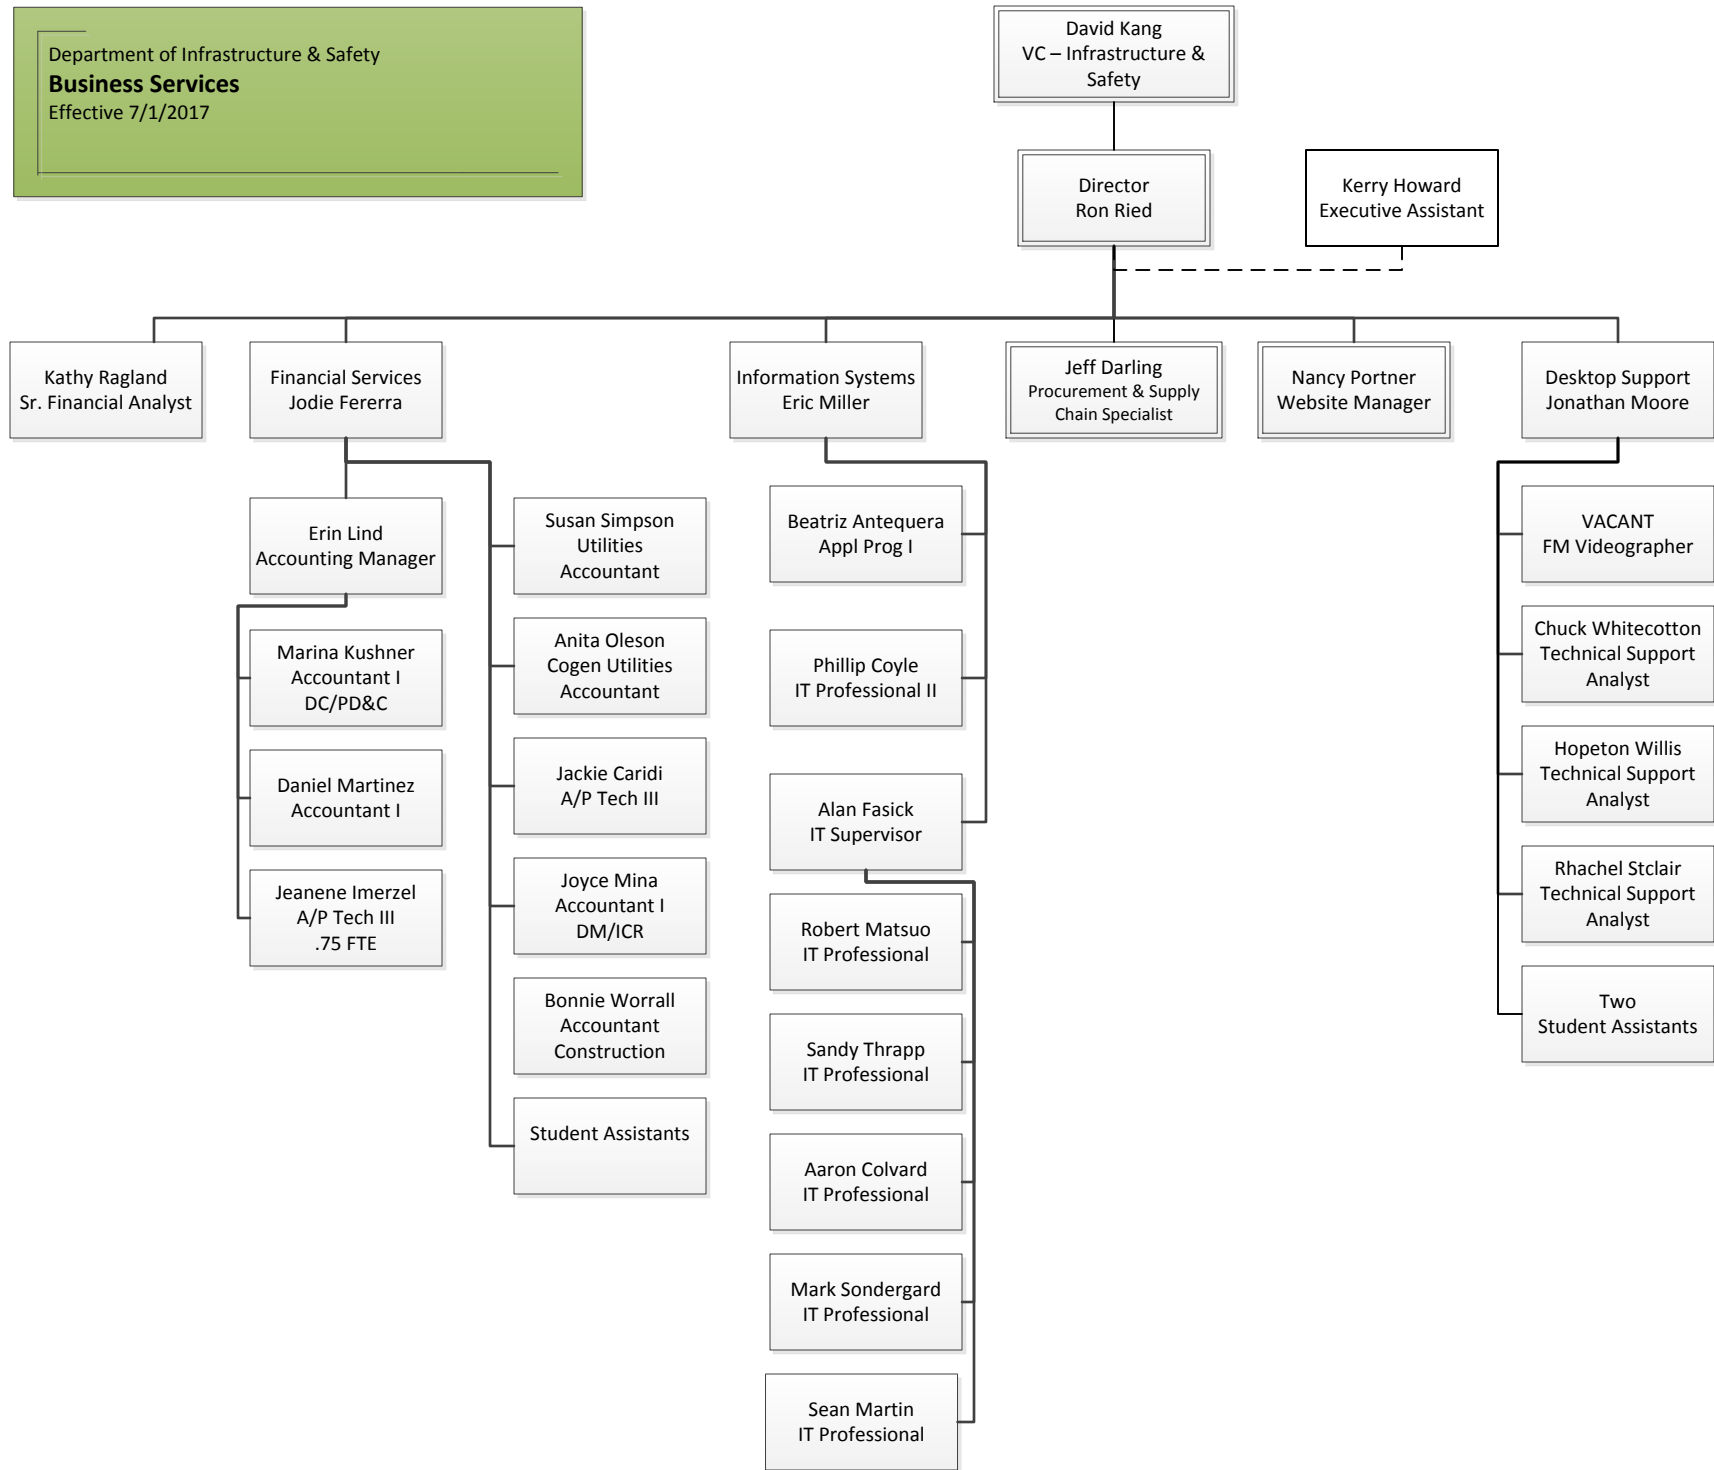 Department of Infrastructure & Safety
Business Services
Effective 7/1/2017
David Kang
VC – Infrastructure &
Safety
Director
Ron Ried
Kerry Howard
Executive Assistant
Kathy Ragland
Sr. Financial Analyst
Financial Services
Jodie Fererra
Information Systems
Eric Miller
Jeff Darling
Procurement & Supply
Chain Specialist
Nancy Portner
Website Manager
Desktop Support
Jonathan Moore
Erin Lind
Accounting Manager
Marina Kushner
Accountant I
DC/PD&C
Daniel Martinez
Accountant I
Jeanene Imerzel
A/P Tech III
.75 FTE
Susan Simpson
Utilities
Accountant
Anita Oleson
Cogen Utilities
Accountant
Jackie Caridi
A/P Tech III
Joyce Mina
Accountant I
DM/ICR
Bonnie Worrall
Accountant
Construction
Student Assistants
Beatriz Antequera
Appl Prog I
Phillip Coyle
IT Professional II
Alan Fasick
IT Supervisor
Robert Matsuo
IT Professional
Sandy Thrapp
IT Professional
Aaron Colvard
IT Professional
Mark Sondergard
IT Professional
Sean Martin
IT Professional
VACANT
FM Videographer
Chuck Whitecotton
Technical Support
Analyst
Hopeton Willis
Technical Support
Analyst
Rhachel Stclair
Technical Support
Analyst
Two
Student Assistants